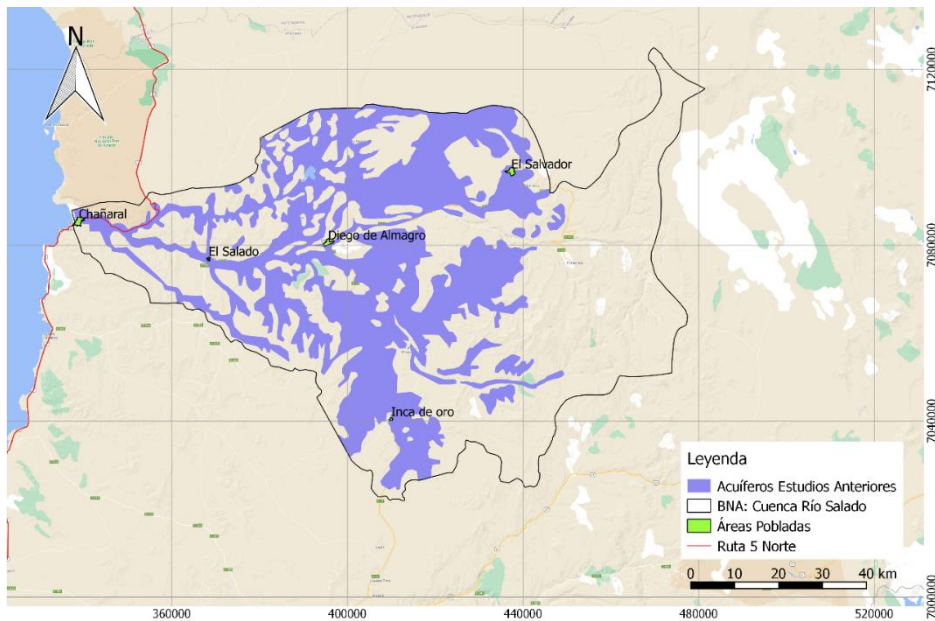 N
7120000
El Salvador
Chañaral
Diego de Almagro
El Salado
7080000
Inca de oro
7040000
Leyenda
Acuíferos Estudios Anteriores
BNA: Cuenca Río Salado
Áreas Pobladas
Ruta 5 Norte
0 10 20 30 40 km
7000000
360000 400000 440000 480000 520000